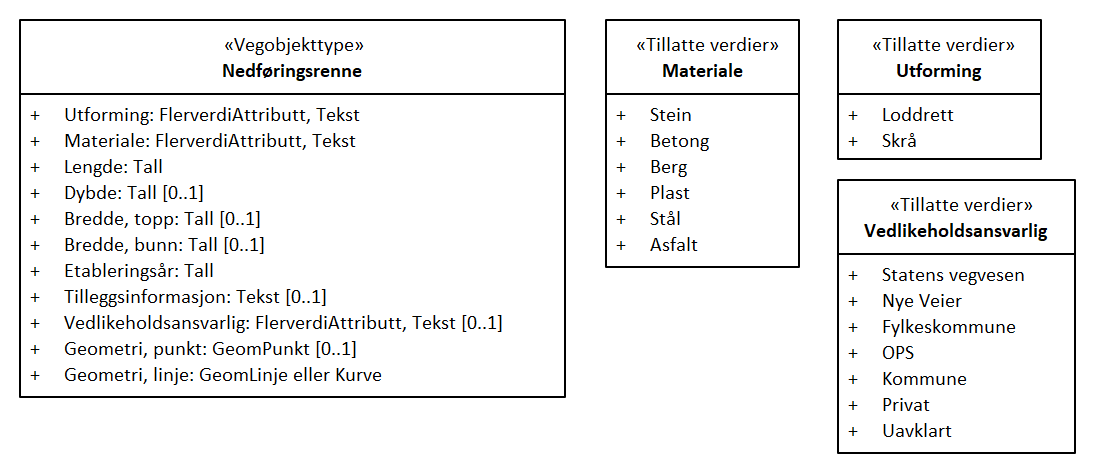 «Vegobjekttype»
Nedføringsrenne
+ Utforming: FlerverdiAttributt, Tekst
+ Materiale: FlerverdiAttributt, Tekst
+ Lengde: Tall
+ Dybde: Tall [0..1]
+ Bredde, topp: Tall [0..1]
+ Bredde, bunn: Tall [0..1]
+ Etableringsår: Tall
+ Tilleggsinformasjon: Tekst [0..1]
+ Vedlikeholdsansvarlig: FlerverdiAttributt, Tekst [0..1]
+ Geometri, punkt: GeomPunkt [0..1]
+ Geometri, linje: GeomLinje eller Kurve
«Tillatte verdier»
Materiale
+ Stein
+ Betong
+ Berg
+ Plast
+ Stål
+ Asfalt
«Tillatte verdier»
Utforming
+ Loddrett
+ Skrå
«Tillatte verdier»
Vedlikeholdsansvarlig
+ Statens vegvesen
+ Nye Veier
+ Fylkeskommune
+ OPS
+ Kommune
+ Privat
+ Uavklart